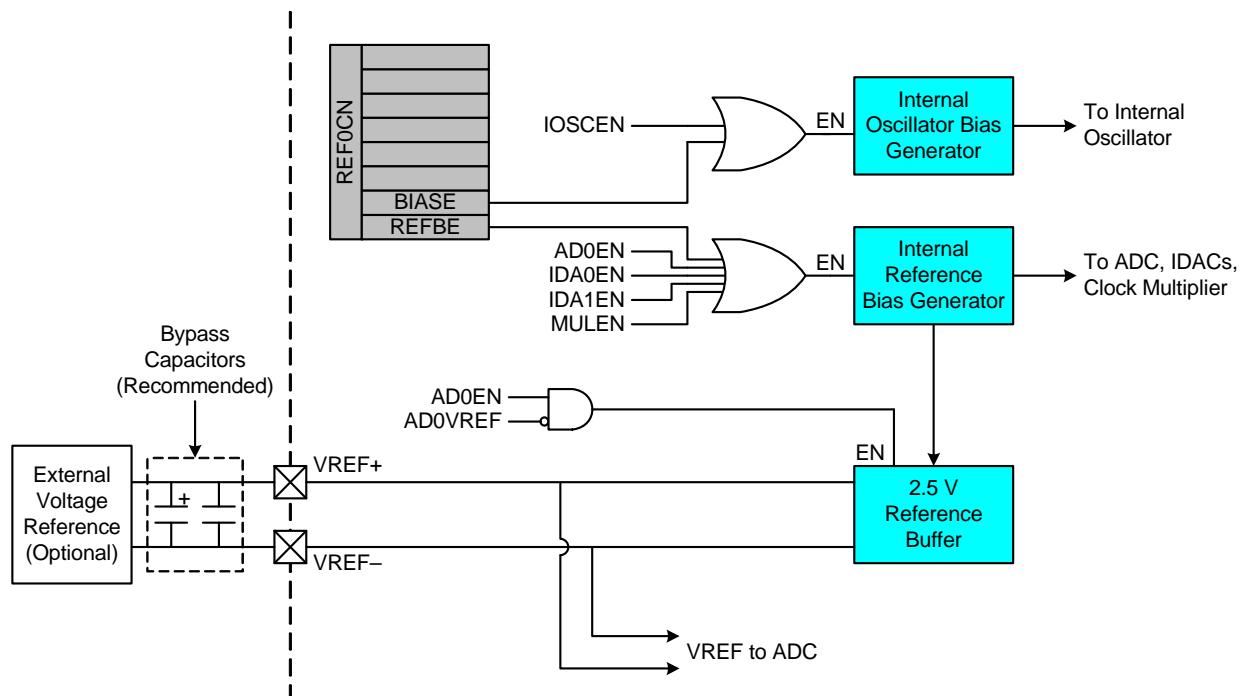 REF0CN
BIASE
REFBE
IOSCEN
EN
Internal
Oscillator Bias
Generator
To Internal
Oscillator
AD0EN
IDA0EN
IDA1EN
MULEN
EN
Internal
Reference
Bias Generator
To ADC, IDACs,
Clock Multiplier
Bypass
Capacitors
(Recommended)
AD0EN
AD0VREF
EN
External
Voltage
Reference
(Optional)
+
VREF+
VREF–
2.5 V
Reference
Buffer
VREF to ADC